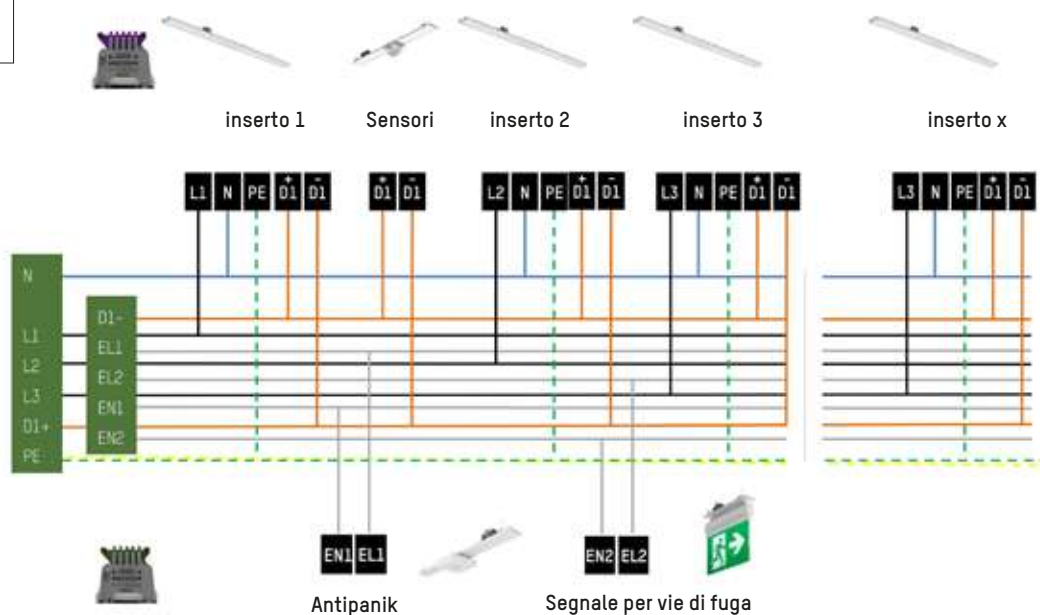 inserto 1 Sensori inserto 2 inserto 3 inserto x
L1 N PE + D1 - D1 + D1 - D1 L2 N PE + D1 - D1 L3 N PE + D1 - D1 L3 N PE + D1 - D1
N
D1-
L1
EL1
L2
EL2
L3
EN1
D1+
EN2
PE
EN1 EL1 EN2 EL2
Antipanik Segnale per vie di fuga